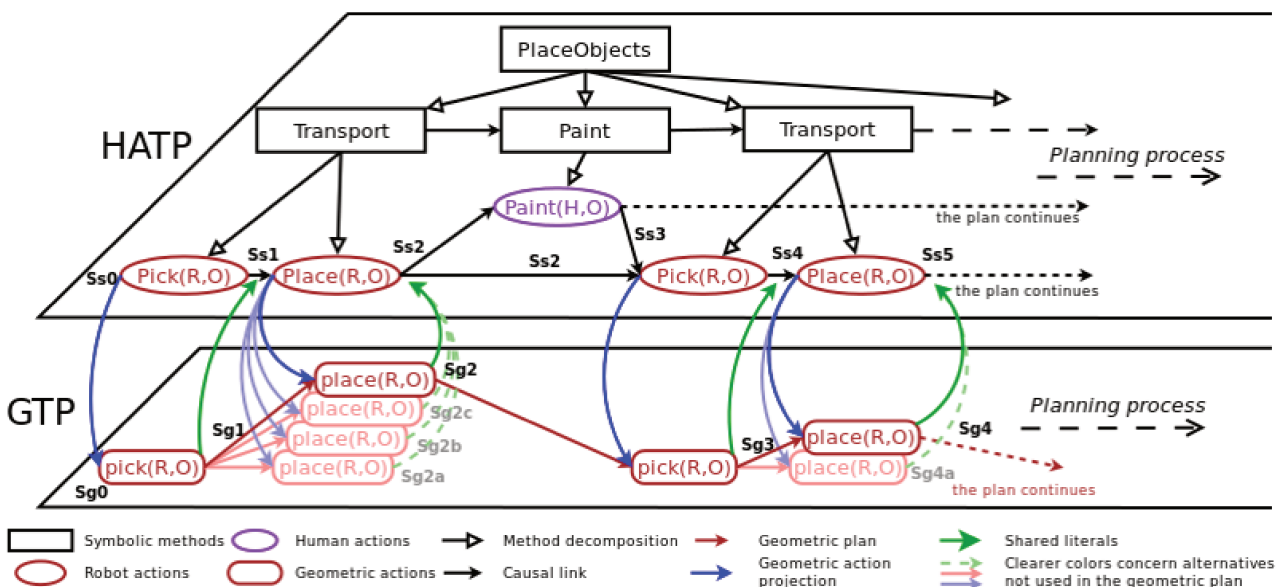 PlaceObjects
HATP
Transport
Paint
Transport
Planning process
Paint(H,O)
the plan continues
Ss0
Pick(R,O)
Ss1
Place(R,O)
Ss2
Ss2
Ss3
Pick(R,O)
Ss4
Place(R,O)
Ss5
the plan continues
GTP
place(R,O)
Sg2
place(R,O)
Sg2c
Sg1
place(R,O)
Sg2b
pick(R,O)
place(R,O)
Sg2a
Sg0
pick(R,O)
Sg3
place(R,O)
Sg4
place(R,O)
Sg4a
Planning process
the plan continues
Symbolic methods
Human actions
Method decomposition
Geometric plan
Shared literals
Robot actions
Geometric actions
Causal link
Geometric action
projection
Clearer colors concern alternatives
not used in the geometric plan